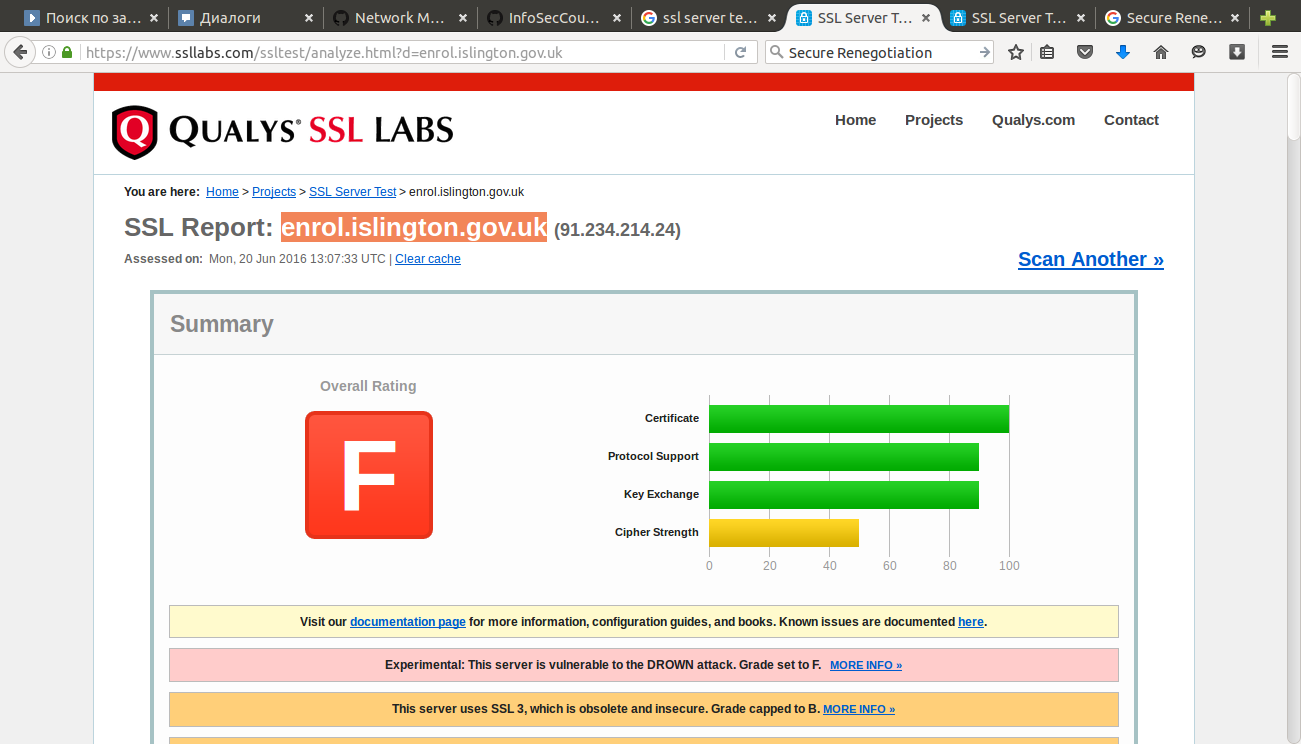 Поиск по за... × Диалоги × Network M... × InfoSecCou... × ssl server te... × SSL Server T... × SSL Server T... × Secure Rene... ×
https://www.ssllabs.com/ssltest/analyze.html?d=enrol.islington.gov.uk Secure Renegotiation
QUALYS® SSL LABS
Home Projects Qualys.com Contact
You are here: Home > Projects > SSL Server Test > enrol.islington.gov.uk
SSL Report: enrol.islington.gov.uk (91.234.214.24)
Assessed on: Mon, 20 Jun 2016 13:07:33 UTC | Clear cache
Scan Another »
Summary
Overall Rating
F
Certificate
Protocol Support
Key Exchange
Cipher Strength
0 20 40 60 80 100
Visit our documentation page for more information, configuration guides, and books. Known issues are documented here.
Experimental: This server is vulnerable to the DROWN attack. Grade set to F. MORE INFO »
This server uses SSL 3, which is obsolete and insecure. Grade capped to B. MORE INFO »